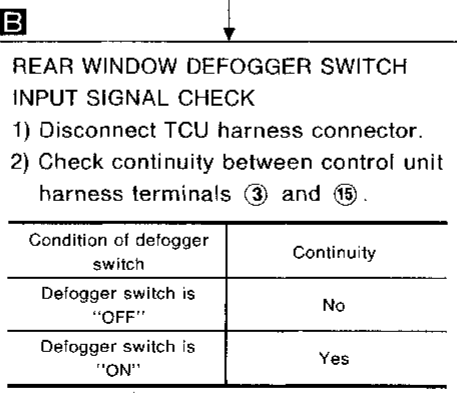 B
REAR WINDOW DEFOGGER SWITCH
INPUT SIGNAL CHECK
1) Disconnect TCU harness connector.
2) Check continuity between control unit
harness terminals ③ and ⑮.
Condition of defogger
switch
Continuity
Defogger switch is
"OFF"
No
Defogger switch is
"ON"
Yes